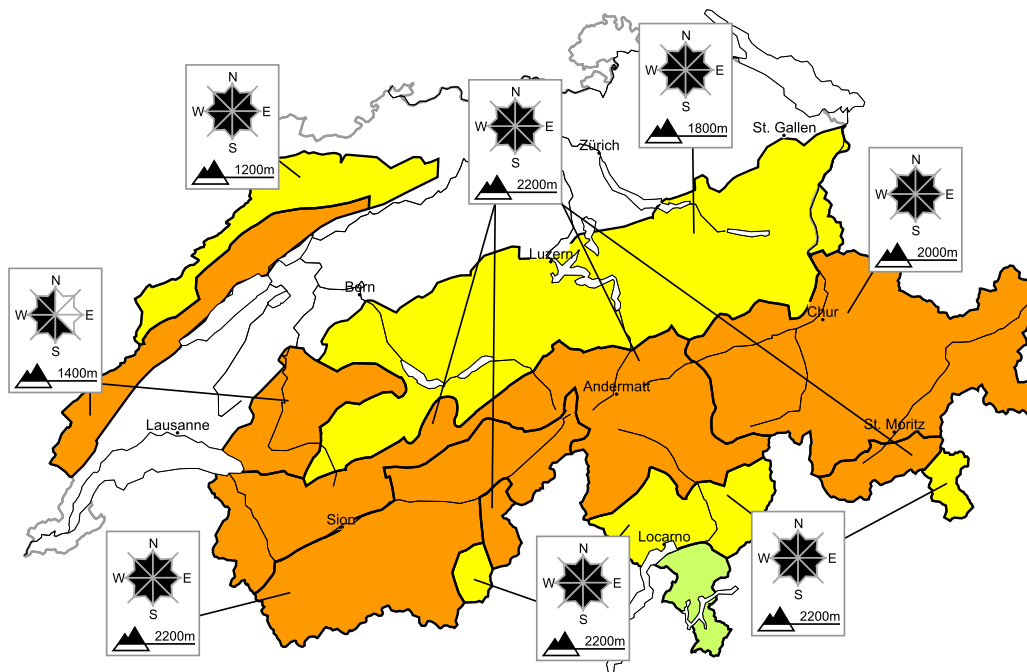 N
W E
S
1800m
N
W E
S
1200m
N
W E
S
2200m
St. Gallen
Zürich
N
W E
S
2000m
Luzern
Bern
N
W E
S
1400m
Chur
Andermatt
Lausanne
St. Moritz
Sion
Locarno
N
W E
S
2200m
N
W E
S
2200m
N
W E
S
2200m